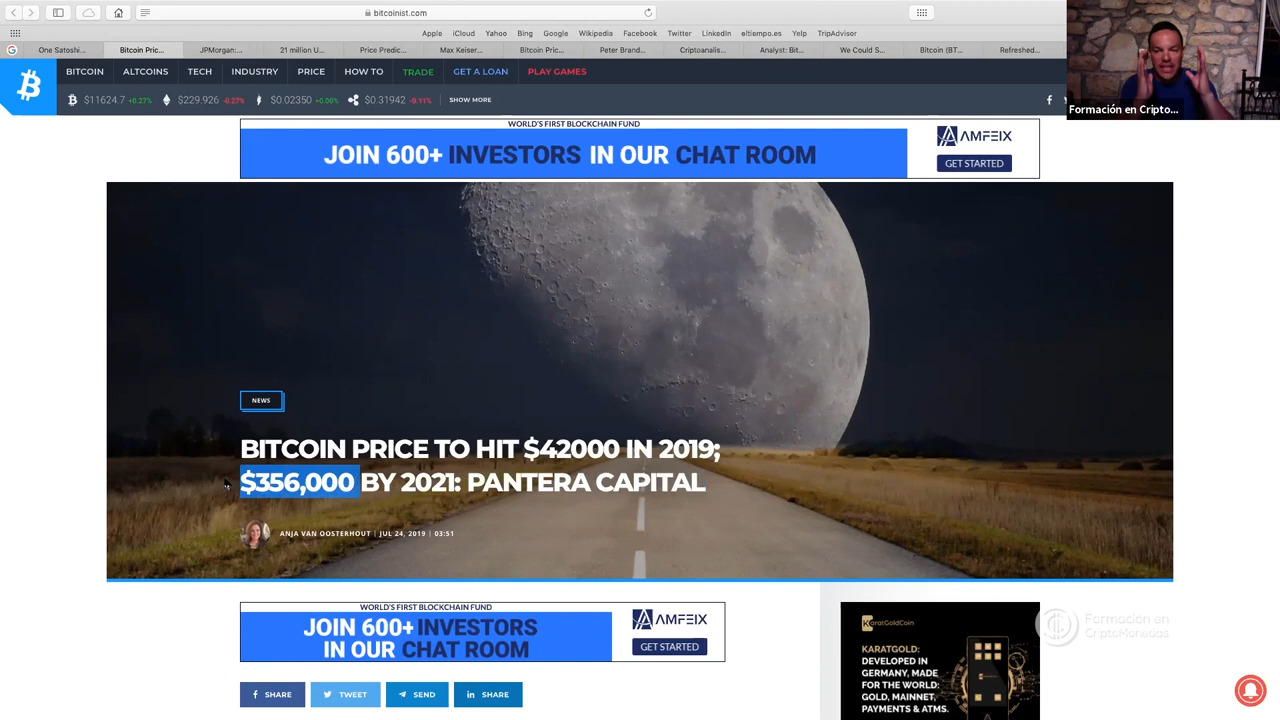 bitcoinist.com
Apple iCloud Yahoo Bing Google Wikipedia Facebook Twitter LinkedIn eltiempo.es Yelp TripAdvisor
One Satoshi... Bitcoin Pric... JPMorgan:... 21 million U... Price Predic... Max Keiser... Bitcoin Pric... Peter Brand... Criptoanalis... Analyst: Bit... We Could S... Bitcoin (BT... Refreshed...
BITCOIN ALTCOINS TECH INDUSTRY PRICE HOW TO TRADE GET A LOAN PLAY GAMES
$11624.7 +0.27% $229.926 -0.27% $0.02350 +0.00% $0.31942 -0.11% SHOW MORE
Formación en Cripto...
WORLD'S FIRST BLOCKCHAIN FUND
JOIN 600+ INVESTORS IN OUR CHAT ROOM
AMFEIX
GET STARTED
NEWS
BITCOIN PRICE TO HIT $42000 IN 2019;
$356,000 BY 2021: PANTERA CAPITAL
ANJA VAN OOSTERHOUT | JUL 24, 2019 | 03:51
WORLD'S FIRST BLOCKCHAIN FUND
JOIN 600+ INVESTORS
IN OUR CHAT ROOM
AMFEIX
GET STARTED
SHARE TWEET SEND SHARE
KaratGoldCoin
KARATGOLD:
DEVELOPED IN
GERMANY, MADE
FOR THE WORLD:
GOLD, MAINNET,
PAYMENTS & ATMS.
Formación en
CriptoMonedas